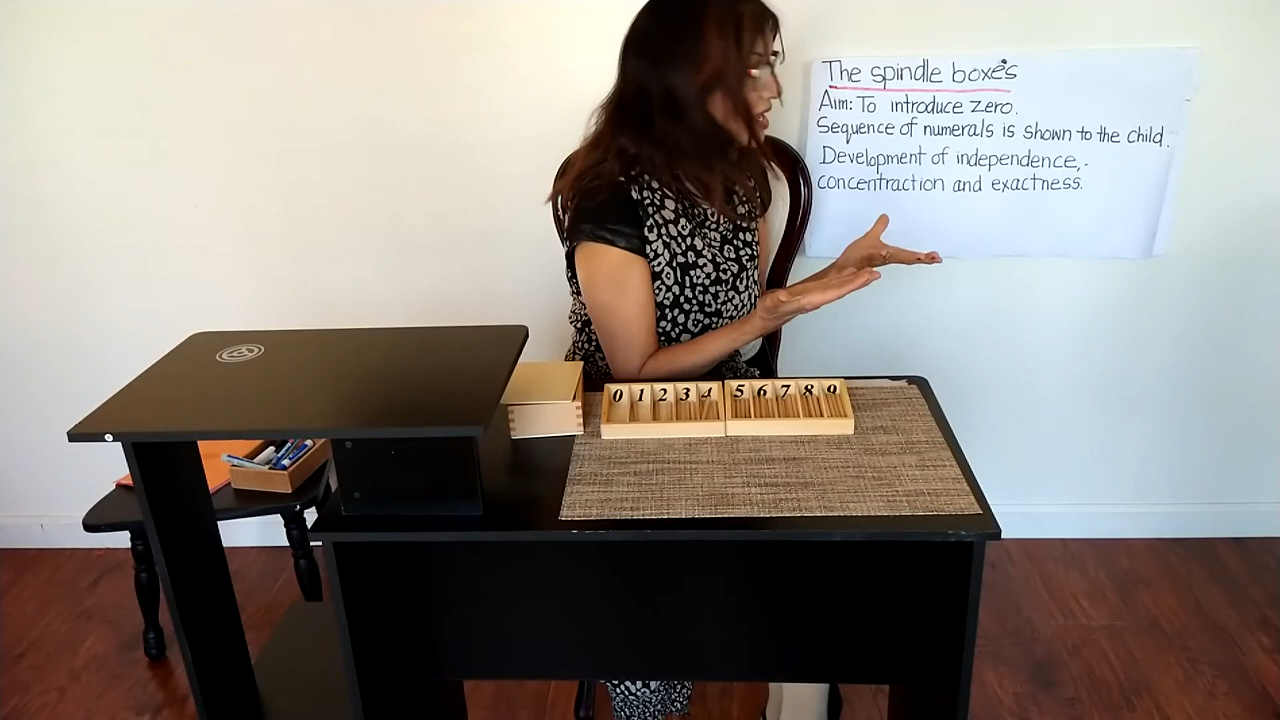 The spindle boxes
Aim: To introduce zero.
Sequence of numerals is shown to the child.
Development of independence,-
concentraction and exactness.
0 1 2 3 4 5 6 7 8 9